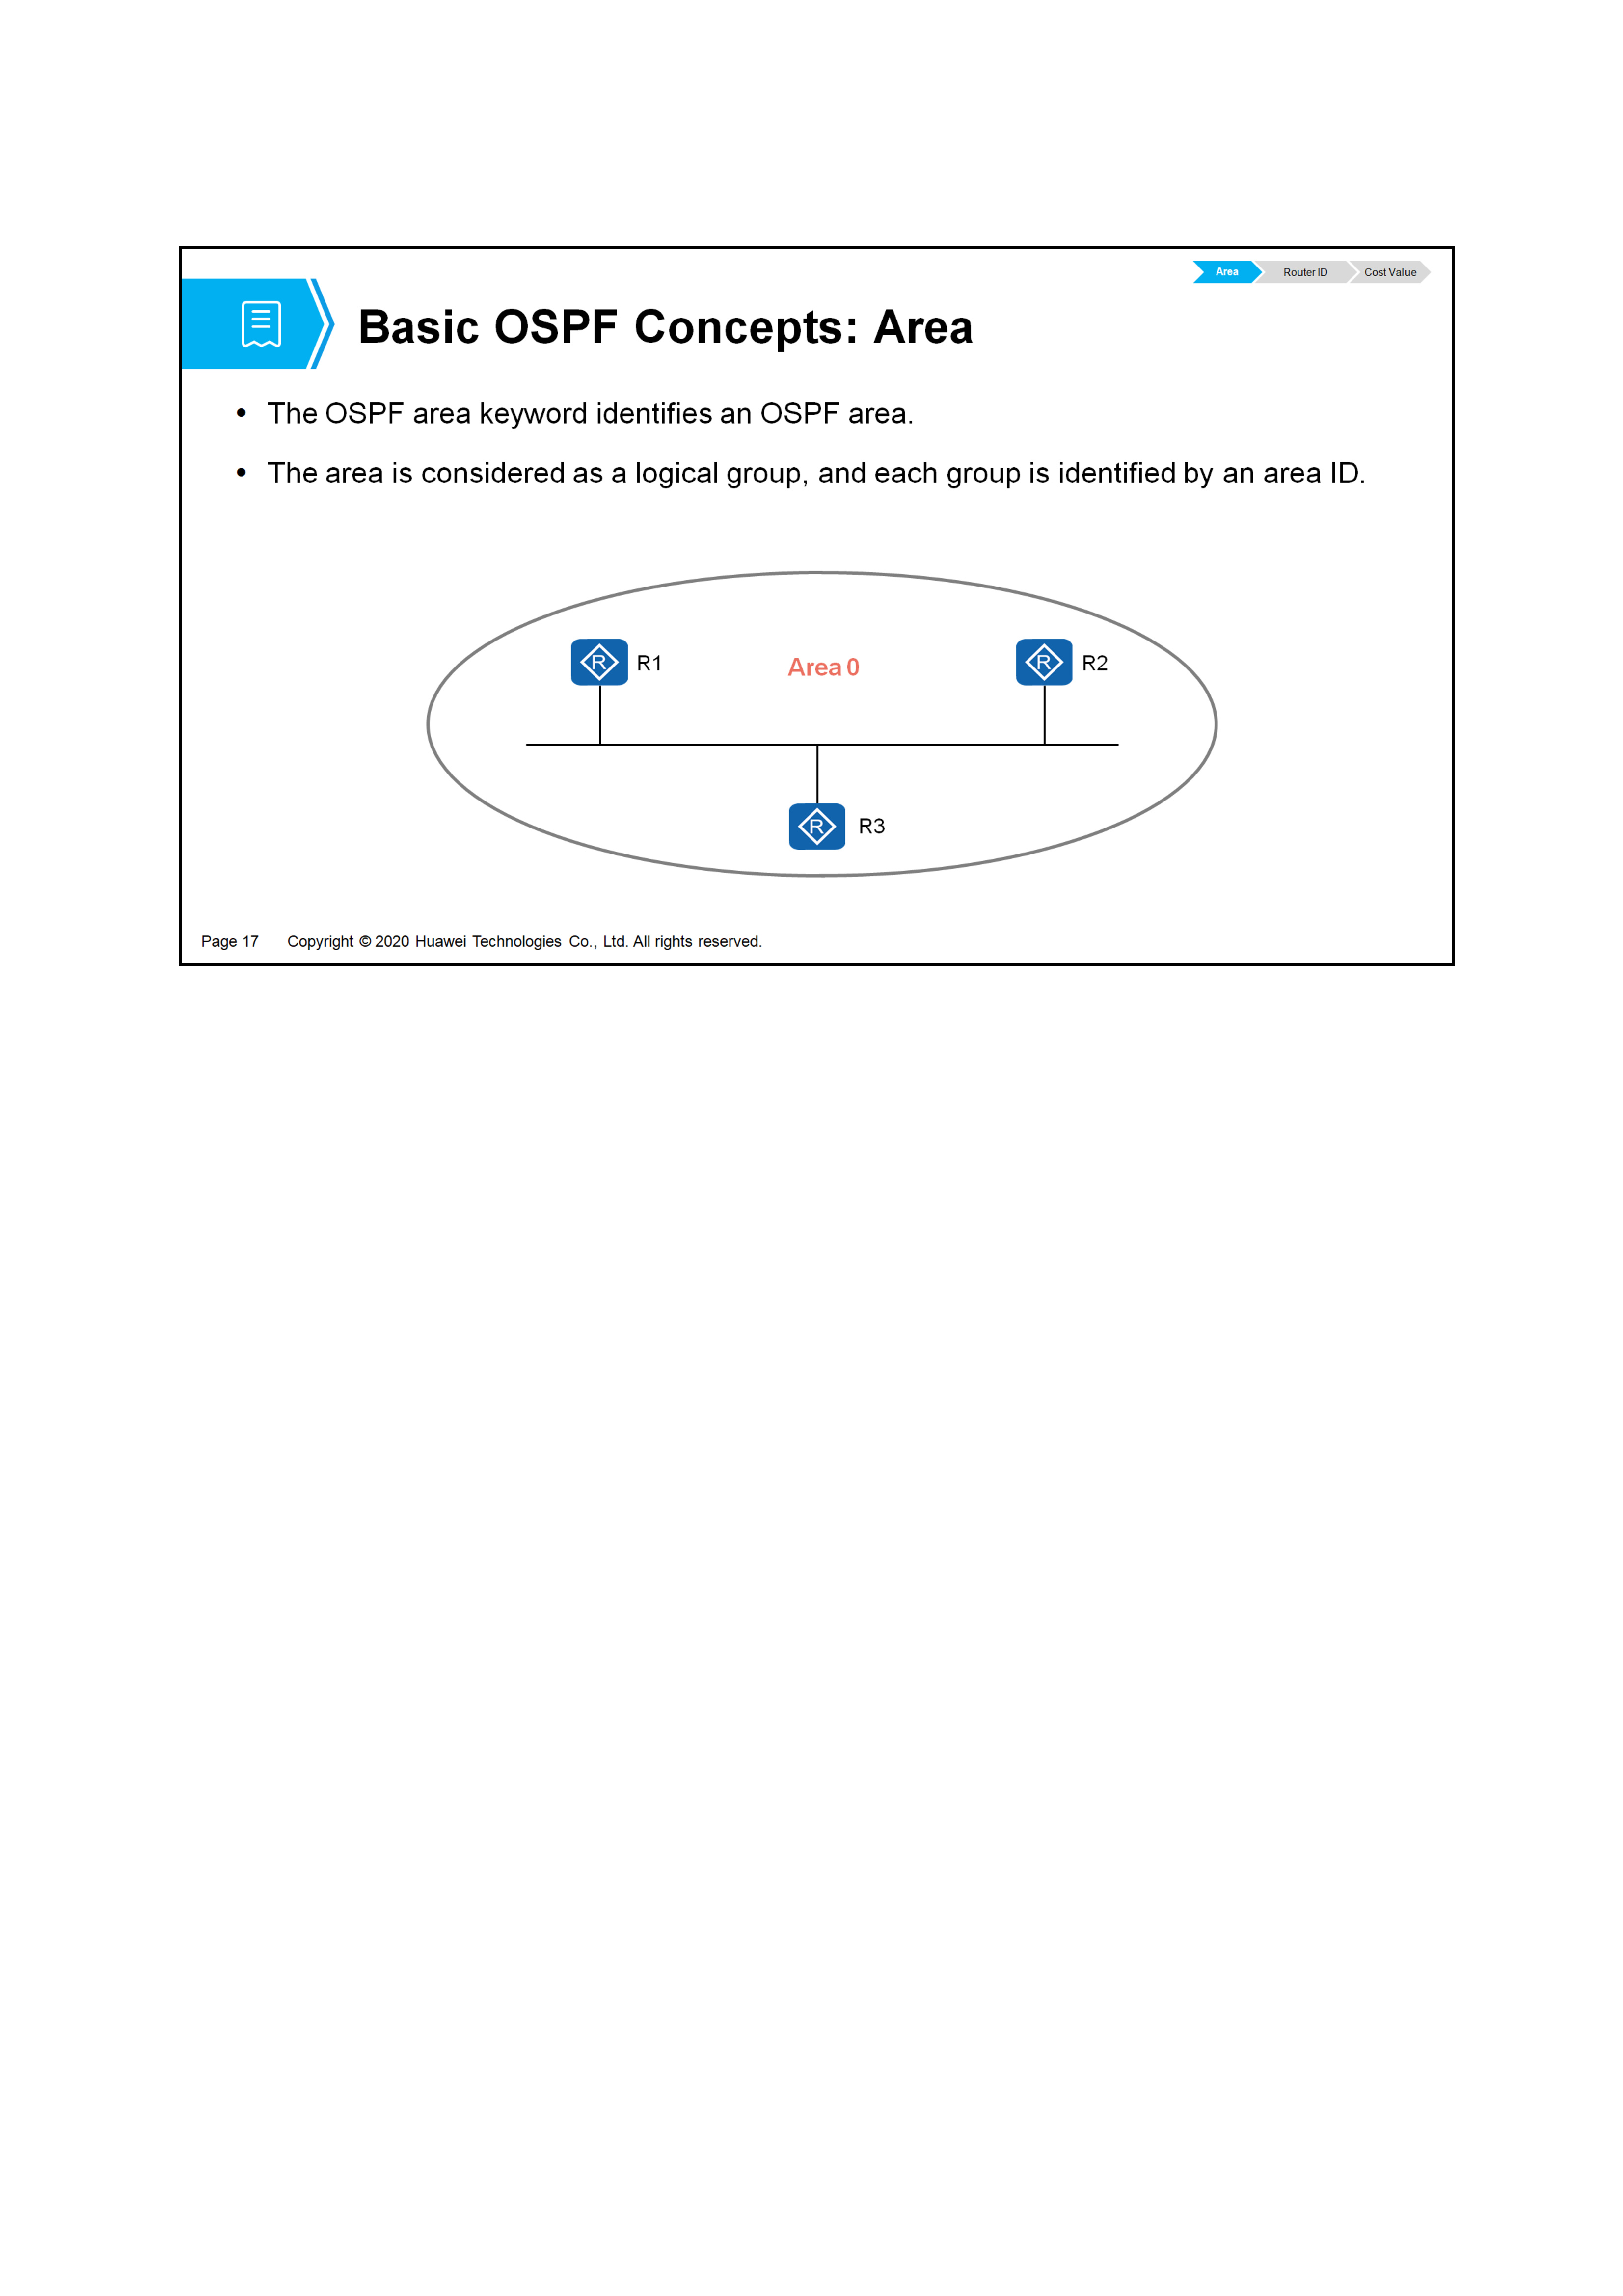 Area Router ID Cost Value
Basic OSPF Concepts: Area
• The OSPF area keyword identifies an OSPF area.
• The area is considered as a logical group, and each group is identified by an area ID.
R R1 Area 0 R R2
R R3
Page 17 Copyright © 2020 Huawei Technologies Co., Ltd. All rights reserved.